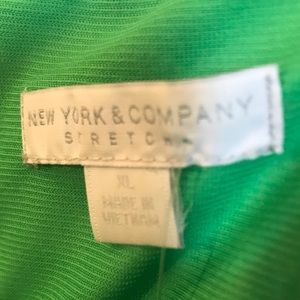 NEW YORK & COMPANY
STRETCH
XL
MADE IN
VIETNAM